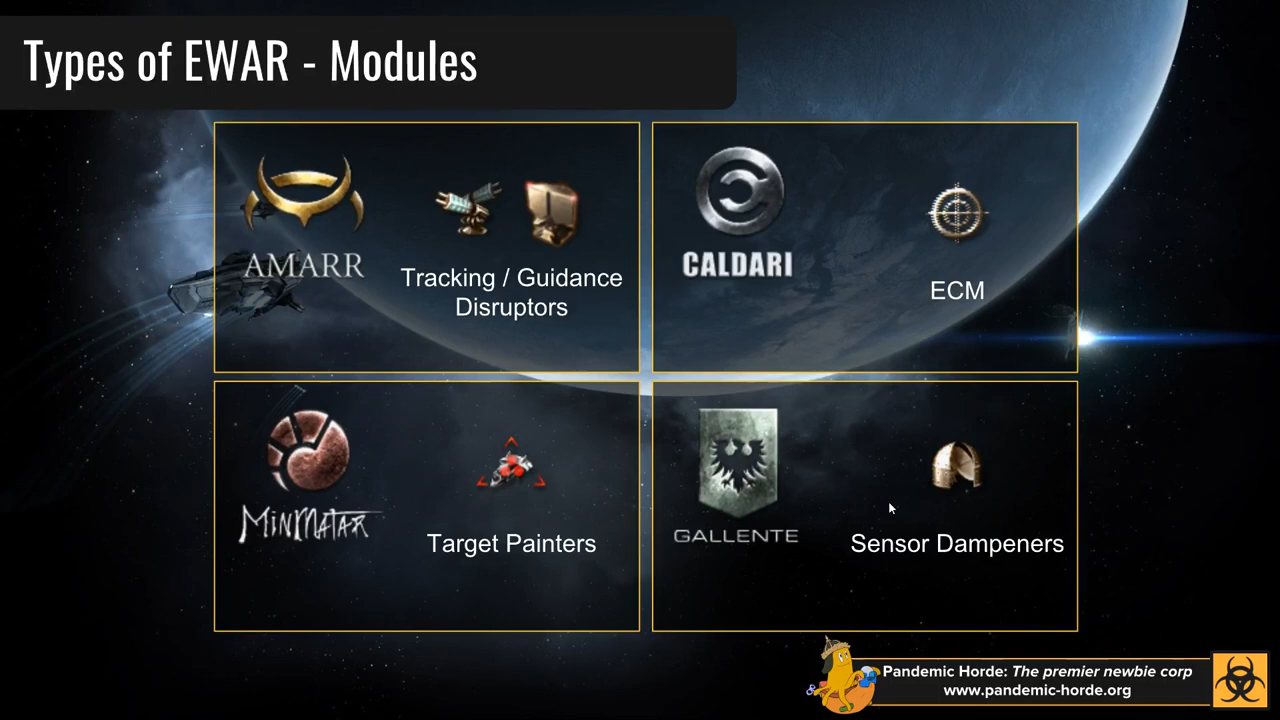 Types of EWAR - Modules
AMARR
Tracking / Guidance
Disruptors
CALDARI
ECM
MINMATAR
Target Painters
GALLENTE
Sensor Dampeners
Pandemic Horde: The premier newbie corp
www.pandemic-horde.org